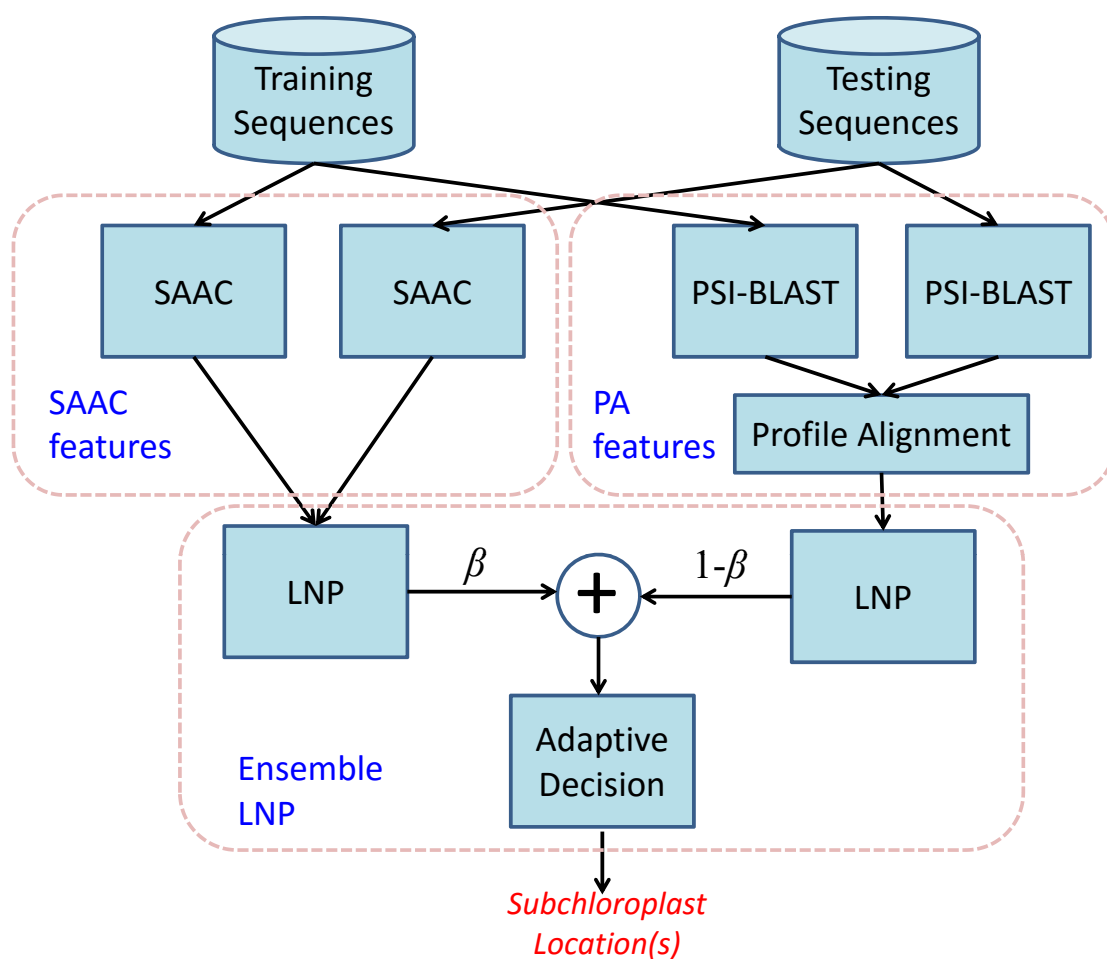 Training
Sequences
Testing
Sequences
SAAC
SAAC
PSI-BLAST
PSI-BLAST
SAAC
features
PA
features
Profile Alignment
LNP
β
+
1-β
LNP
Adaptive
Decision
Ensemble
LNP
Subchloroplast
Location(s)